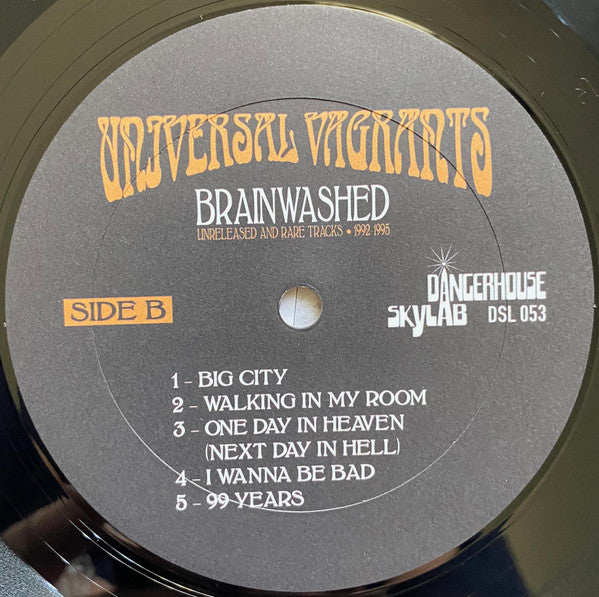 UNIVERSAL VAGRANTS
BRAINWASHED
UNRELEASED AND RARE TRACKS • 1992 1995
SIDE B
DANGERHOUSE
SKYLAB DSL 053
1 – BIG CITY
2 – WALKING IN MY ROOM
3 – ONE DAY IN HEAVEN
(NEXT DAY IN HELL)
4 – I WANNA BE BAD
5 – 99 YEARS